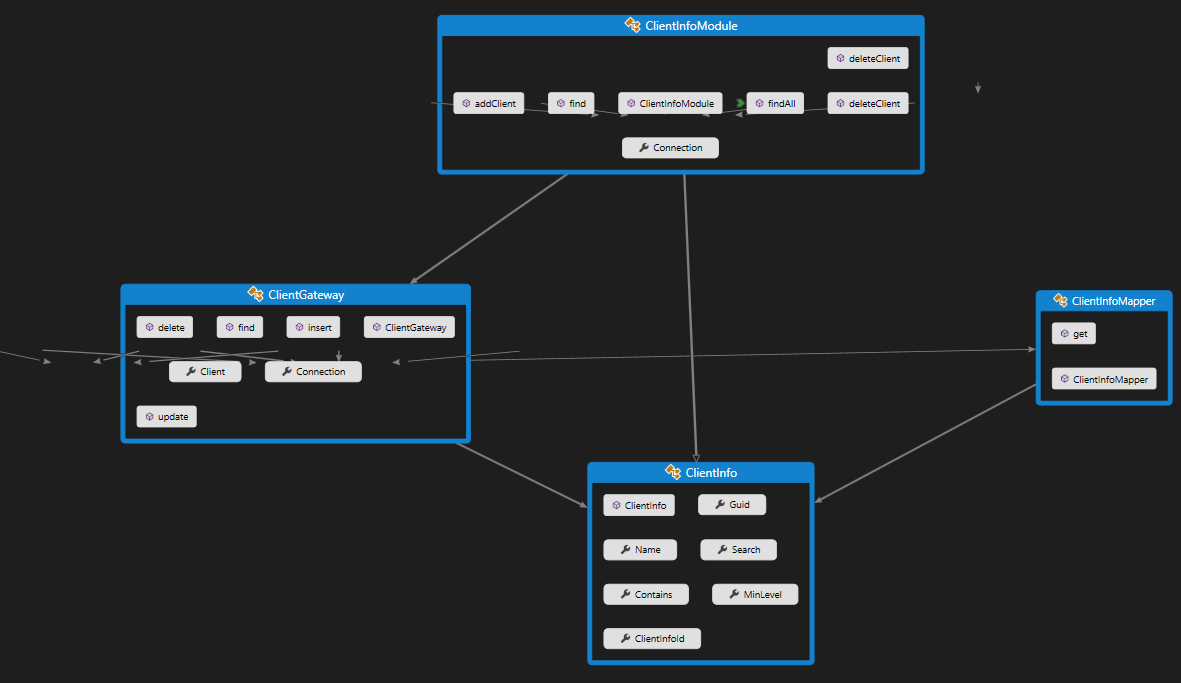 ClientInfoModule
deleteClient
addClient
find
ClientInfoModule
findAll
deleteClient
Connection
ClientGateway
delete
find
insert
ClientGateway
Client
Connection
update
ClientInfoMapper
get
ClientInfoMapper
ClientInfo
ClientInfo
Guid
Name
Search
Contains
MinLevel
ClientInfoId